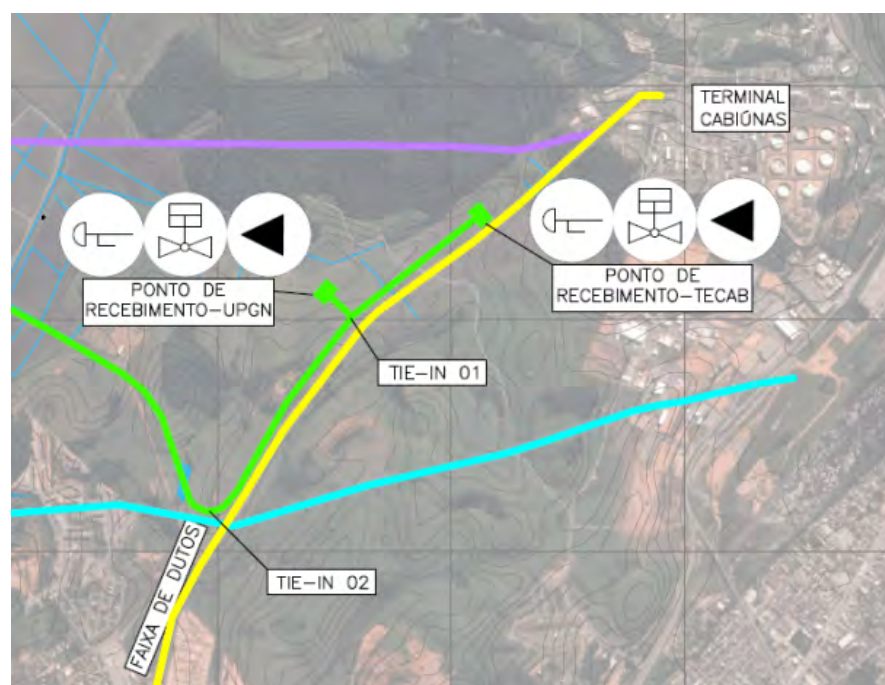 TERMINAL
CABIÚNAS
PONTO DE
RECEBIMENTO-UPGN
PONTO DE
RECEBIMENTO-TECAB
TIE-IN 01
TIE-IN 02
FAIXA DE DUTOS